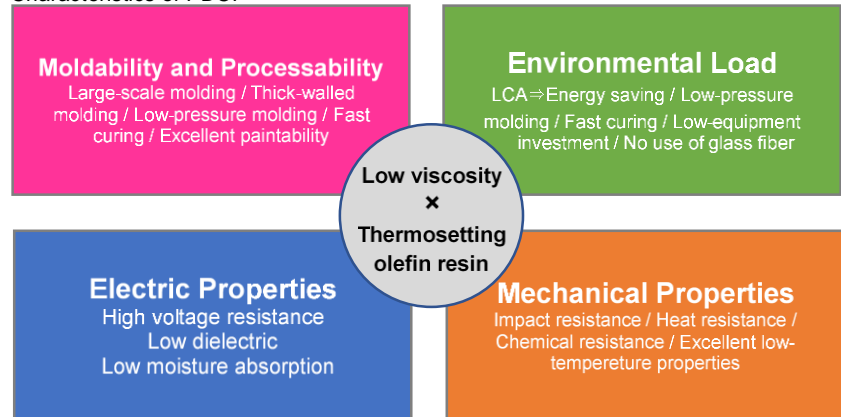 Characteristics of PDCP
Moldability and Processability
Large-scale molding / Thick-walled
molding / Low-pressure molding / Fast
curing / Excellent paintability
Environmental Load
LCA⇒Energy saving / Low-pressure
molding / Fast curing / Low-equipment
investment / No use of glass fiber
Low viscosity
×
Thermosetting
olefin resin
Electric Properties
High voltage resistance
Low dielectric
Low moisture absorption
Mechanical Properties
Impact resistance / Heat resistance /
Chemical resistance / Excellent low-
tempereture properties